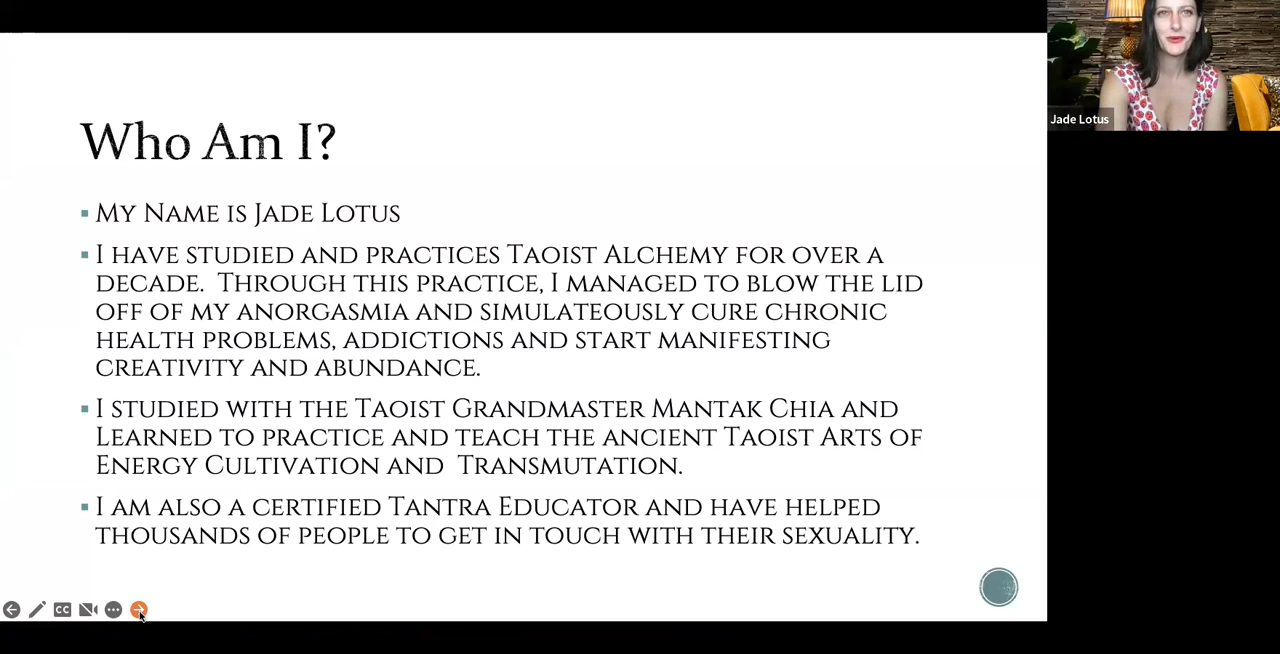 Who Am I?
My Name is Jade Lotus
I have studied and practices Taoist Alchemy for over a
decade. Through this practice, I managed to blow the lid
off of my anorgasmia and simulateously cure chronic
health problems, addictions and start manifesting
creativity and abundance.
I studied with the Taoist Grandmaster Mantak Chia and
Learned to practice and teach the ancient Taoist Arts of
Energy Cultivation and Transmutation.
I am also a certified Tantra Educator and have helped
thousands of people to get in touch with their sexuality.
CC
Jade Lotus